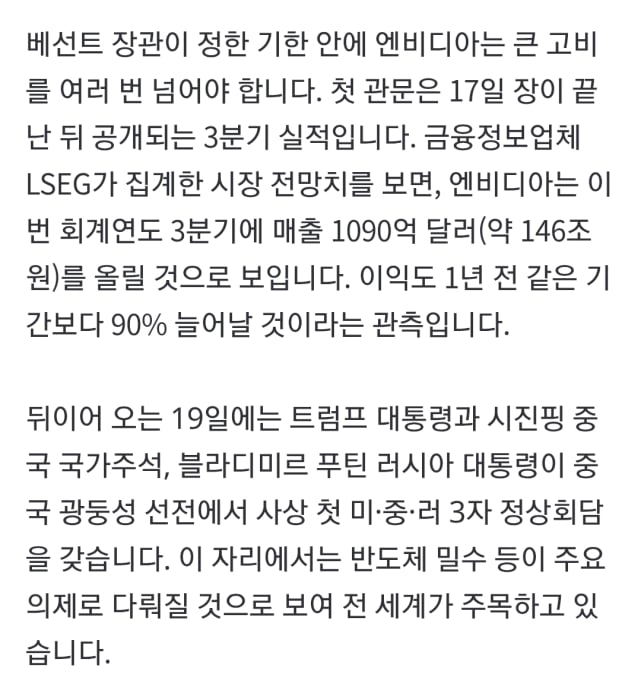 베선트 장관이 정한 기한 안에 엔비디아는 큰 고비
를 여러 번 넘어야 합니다. 첫 관문은 17일 장이 끝
난 뒤 공개되는 3분기 실적입니다. 금융정보업체
LSEG가 집계한 시장 전망치를 보면, 엔비디아는 이
번 회계연도 3분기에 매출 1090억 달러(약 146조
원)를 올릴 것으로 보입니다. 이익도 1년 전 같은 기
간보다 90% 늘어날 것이라는 관측입니다.
뒤이어 오는 19일에는 트럼프 대통령과 시진핑 중
국 국가주석, 블라디미르 푸틴 러시아 대통령이 중
국 광둥성 선전에서 사상 첫 미·중·러 3자 정상회담
을 갖습니다. 이 자리에서는 반도체 밀수 등이 주요
의제로 다뤄질 것으로 보여 전 세계가 주목하고 있
습니다.